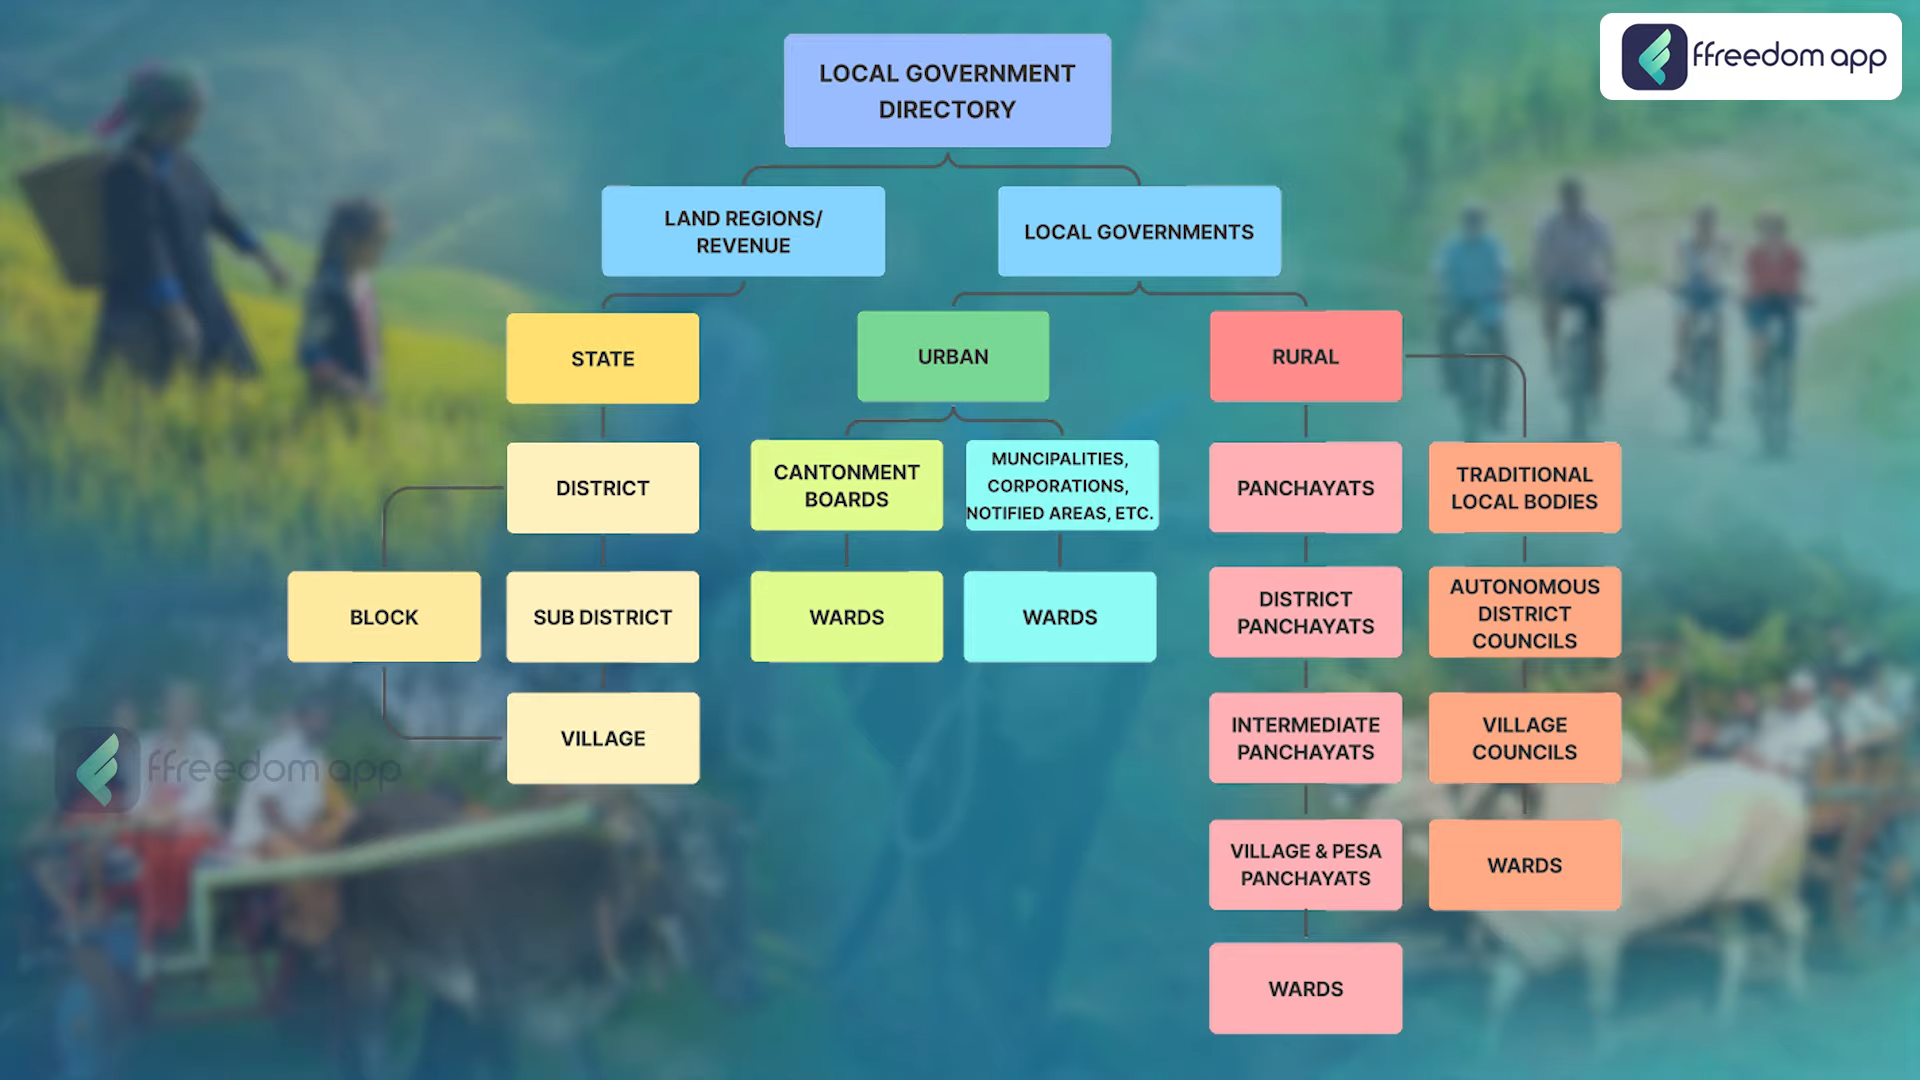 ffreedom app
LOCAL GOVERNMENT
DIRECTORY
LAND REGIONS/
REVENUE
LOCAL GOVERNMENTS
STATE
URBAN
RURAL
DISTRICT
CANTONMENT
BOARDS
MUNCIPALITIES,
CORPORATIONS,
NOTIFIED AREAS, ETC.
PANCHAYATS
TRADITIONAL
LOCAL BODIES
BLOCK
SUB DISTRICT
WARDS
WARDS
DISTRICT
PANCHAYATS
AUTONOMOUS
DISTRICT
COUNCILS
VILLAGE
INTERMEDIATE
PANCHAYATS
VILLAGE
COUNCILS
ffreedom app
VILLAGE & PESA
PANCHAYATS
WARDS
WARDS